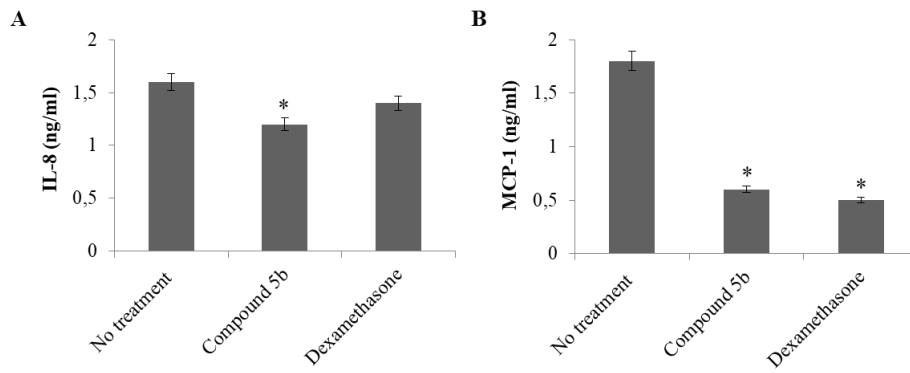 A
IL-8 (ng/ml)
2
1,5
1
0,5
0
*
No treatment
Compound 5b
Dexamethasone
B
MCP-1 (ng/ml)
2
1,5
1
0,5
0
*
*
No treatment
Compound 5b
Dexamethasone